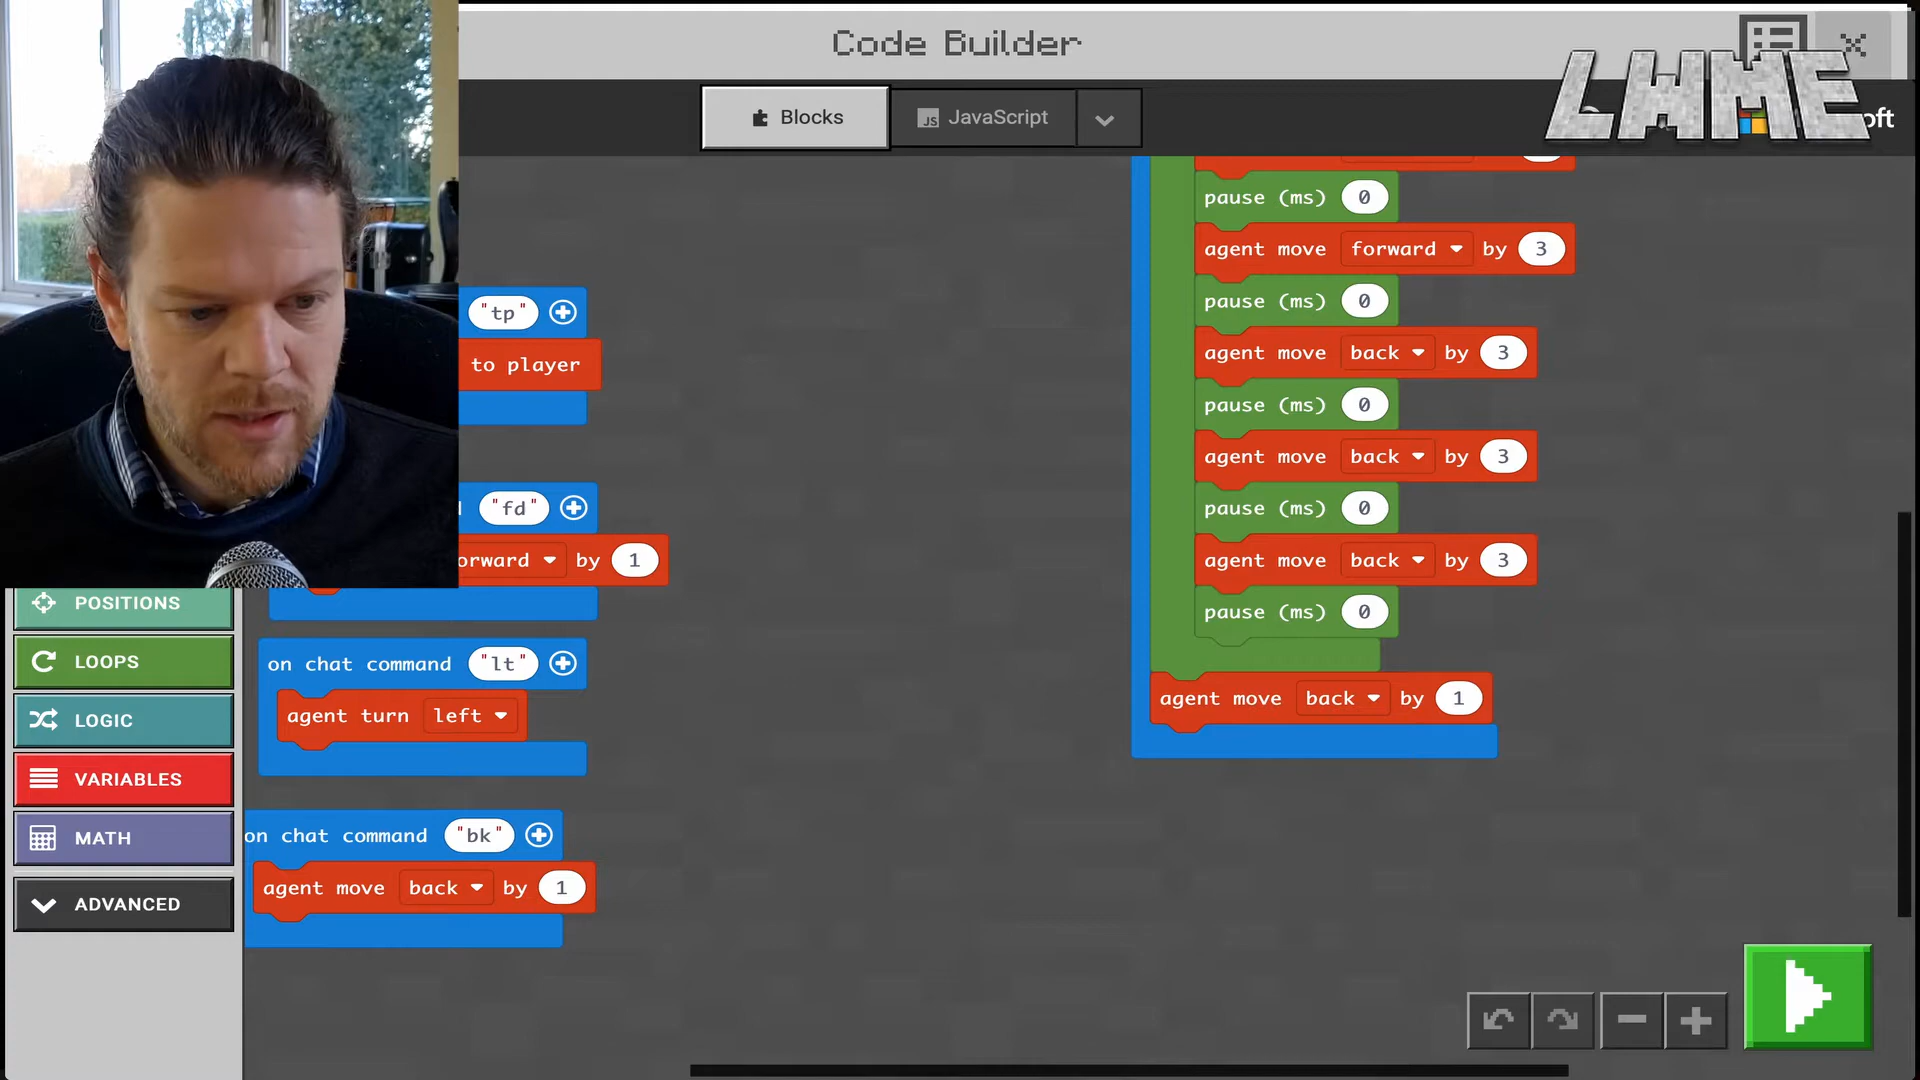 Code Builder
LWME
Blocks
JavaScript
oft
pause (ms) 0
agent move forward by 3
pause (ms) 0
agent move back by 3
pause (ms) 0
agent move back by 3
pause (ms) 0
agent move back by 3
pause (ms) 0
agent move back by 1
"tp"
to player
"fd"
orward by 1
on chat command "lt"
agent turn left
on chat command "bk"
agent move back by 1
POSITIONS
LOOPS
LOGIC
VARIABLES
MATH
ADVANCED